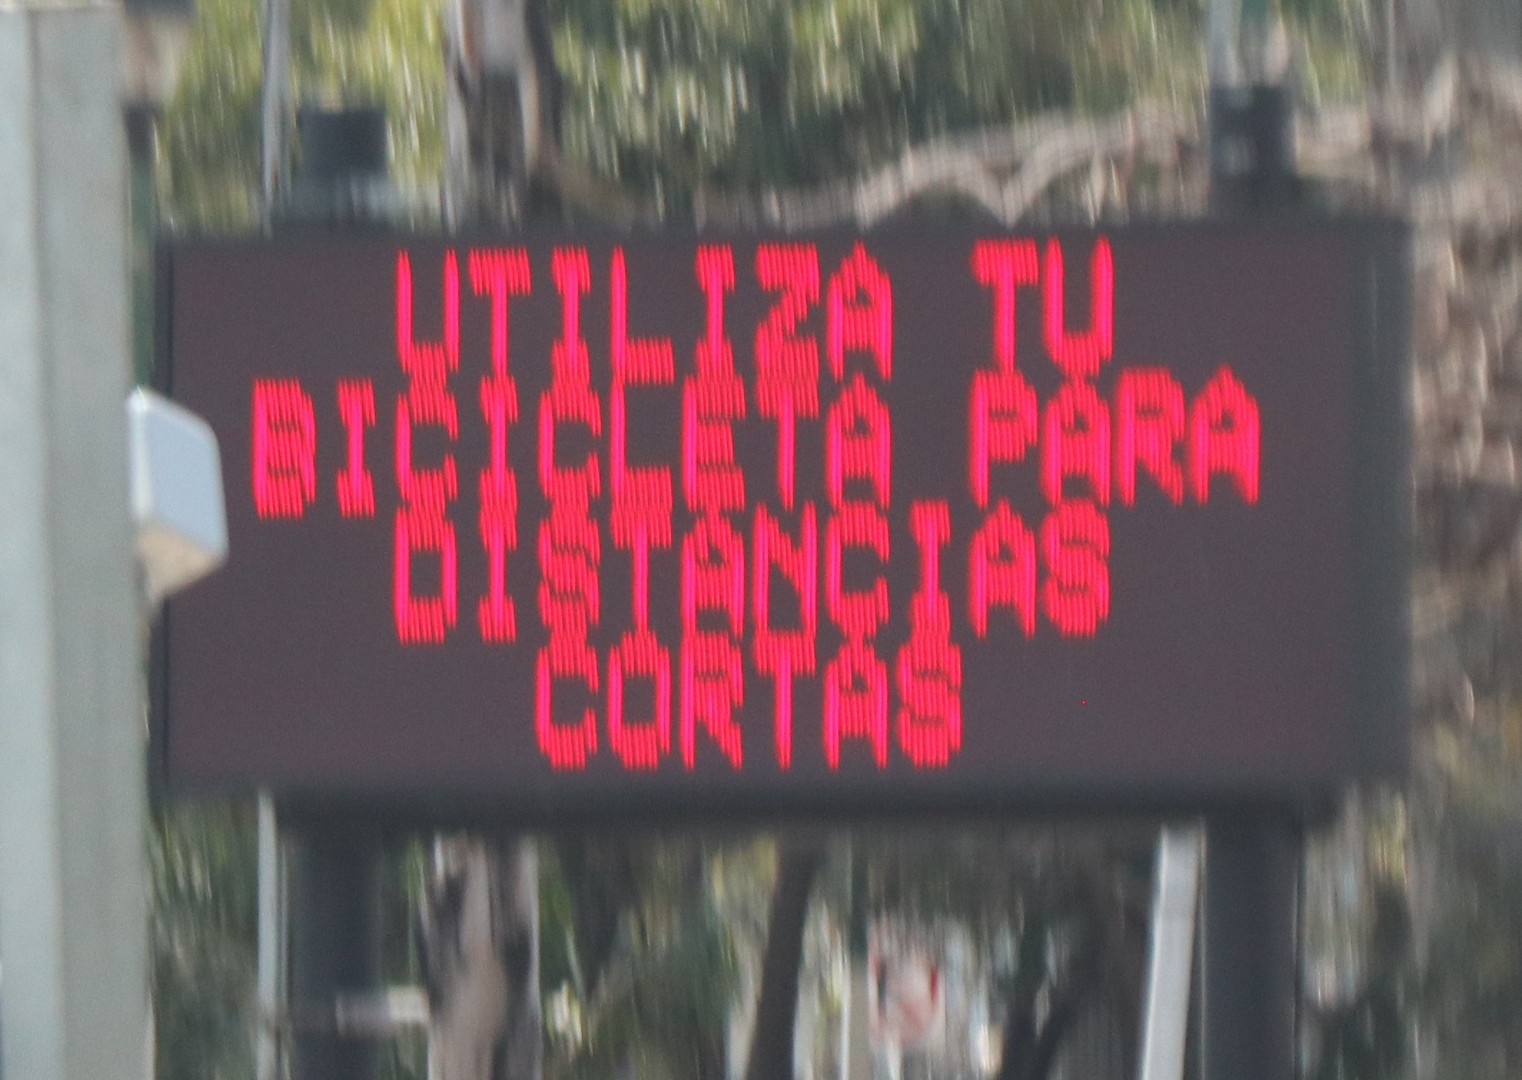 UTILIZA TU
BICICLETA PARA
DISTANCIAS
CORTAS